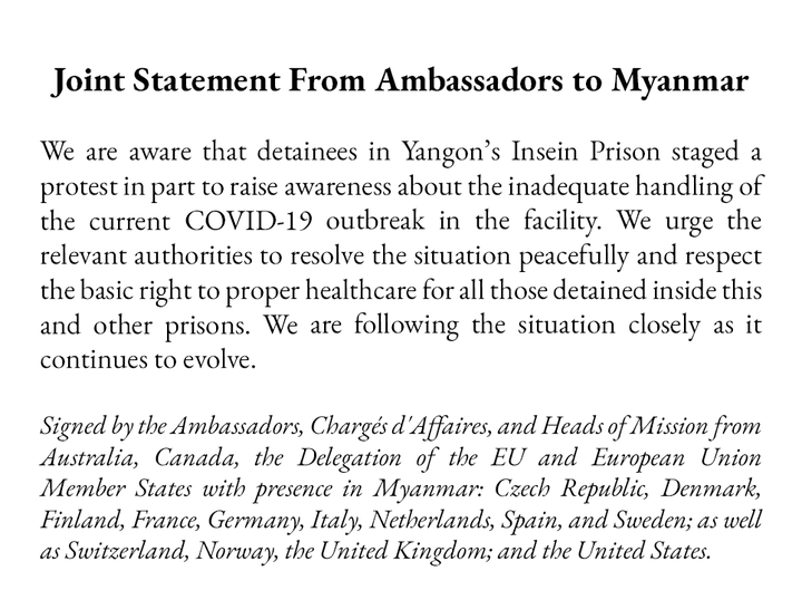 Joint Statement From Ambassadors to Myanmar
We are aware that detainees in Yangon’s Insein Prison staged a
protest in part to raise awareness about the inadequate handling of
the current COVID-19 outbreak in the facility. We urge the
relevant authorities to resolve the situation peacefully and respect
the basic right to proper healthcare for all those detained inside this
and other prisons. We are following the situation closely as it
continues to evolve.
Signed by the Ambassadors, Chargés d'Affaires, and Heads of Mission from
Australia, Canada, the Delegation of the EU and European Union
Member States with presence in Myanmar: Czech Republic, Denmark,
Finland, France, Germany, Italy, Netherlands, Spain, and Sweden; as well
as Switzerland, Norway, the United Kingdom; and the United States.